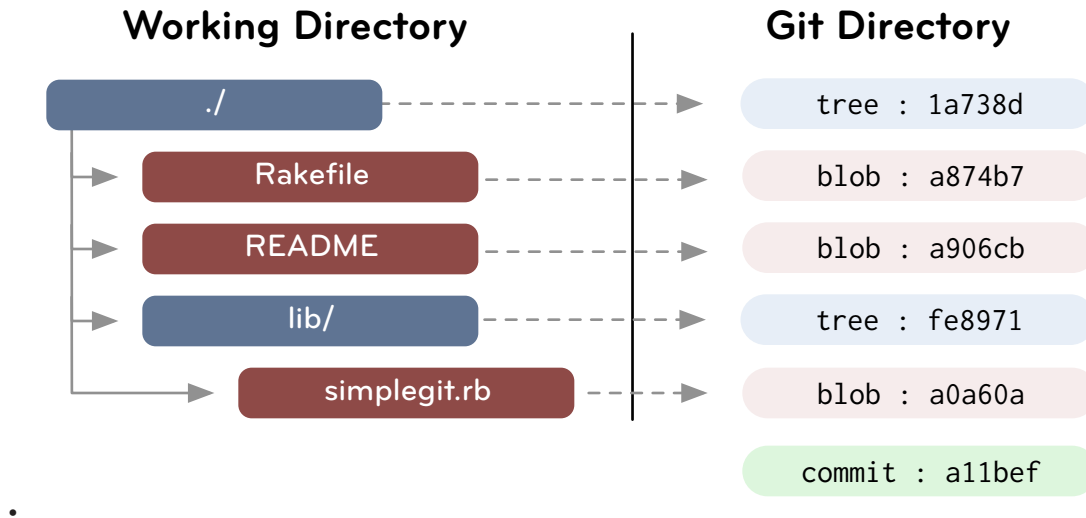 Working Directory
Git Directory
./
tree : 1a738d
Rakefile
blob : a874b7
README
blob : a906cb
lib/
tree : fe8971
simplegit.rb
blob : a0a60a
commit : a11bef